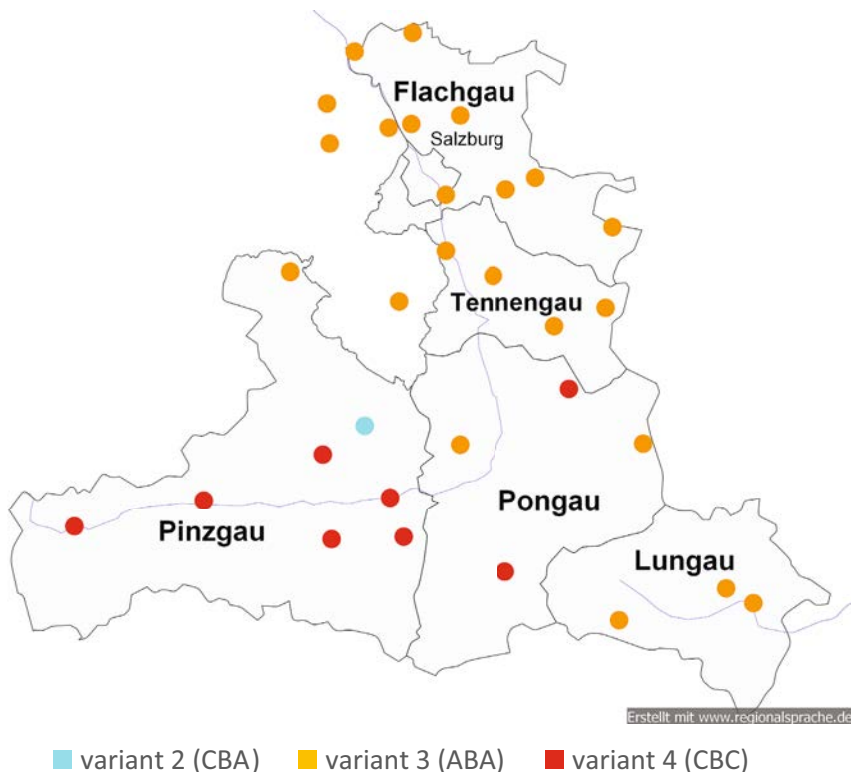 Flachgau
Salzburg
Tennengau
Pongau
Pinzgau
Lungau
Erstellt mit www.regionalsprache.de
variant 2 (CBA) variant 3 (ABA) variant 4 (CBC)